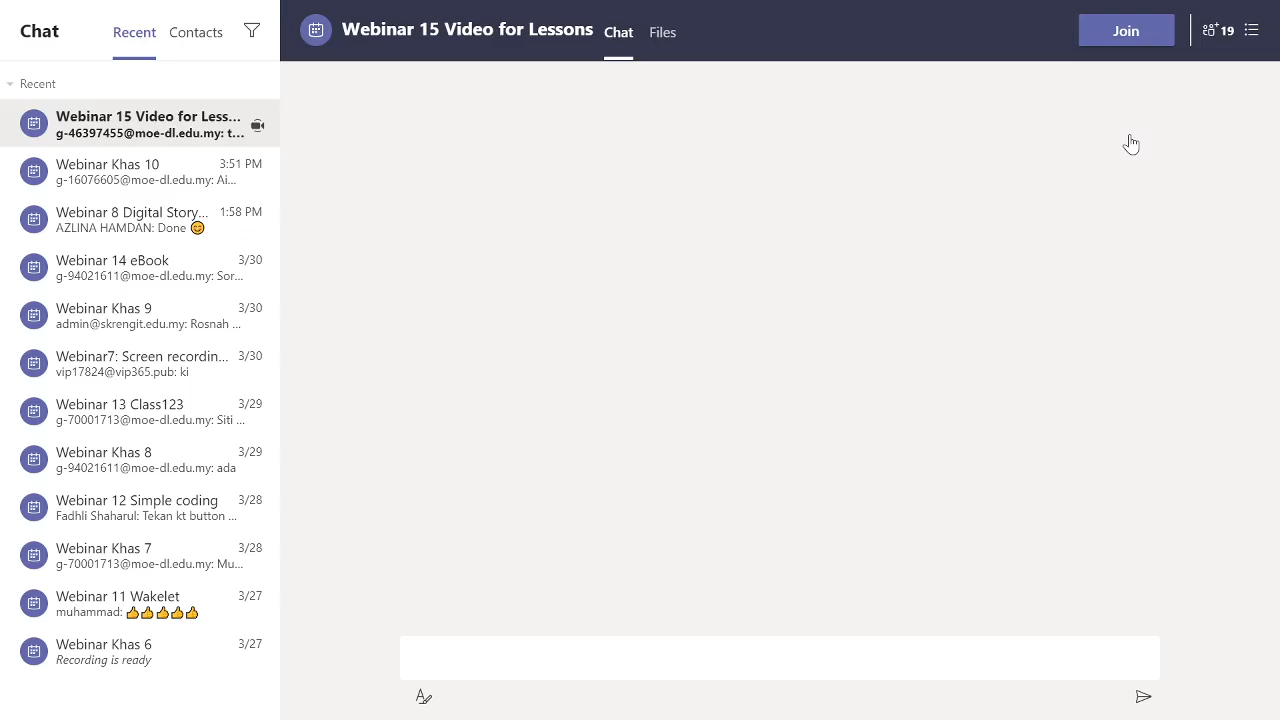 Chat
Recent
Contacts
Webinar 15 Video for Lessons
Chat
Files
Join
19
Recent
Webinar 15 Video for Less...
g-46397455@moe-dl.edu.my: t...
Webinar Khas 10
3:51 PM
g-16076605@moe-dl.edu.my: Ai...
Webinar 8 Digital Story...
1:58 PM
AZLINA HAMDAN: Done 😊
Webinar 14 eBook
3/30
g-94021611@moe-dl.edu.my: Sor...
Webinar Khas 9
3/30
admin@skrengit.edu.my: Rosnah ...
Webinar7: Screen recordin...
3/30
vip17824@vip365.pub: ki
Webinar 13 Class123
3/29
g-70001713@moe-dl.edu.my: Siti ...
Webinar Khas 8
3/29
g-94021611@moe-dl.edu.my: ada
Webinar 12 Simple coding
3/28
Fadhli Shaharul: Tekan kt button ...
Webinar Khas 7
3/28
g-70001713@moe-dl.edu.my: Mu...
Webinar 11 Wakelet
3/27
muhammad: 👍👍👍👍👍
Webinar Khas 6
3/27
Recording is ready